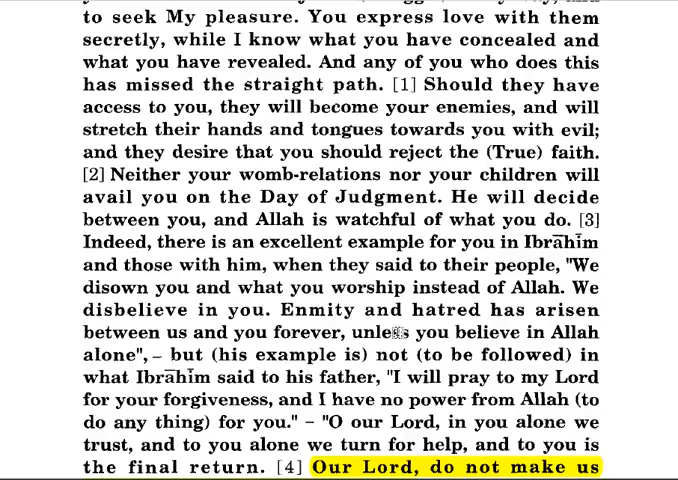 to seek My pleasure. You express love with them
secretly, while I know what you have concealed and
what you have revealed. And any of you who does this
has missed the straight path. [1] Should they have
access to you, they will become your enemies, and will
stretch their hands and tongues towards you with evil;
and they desire that you should reject the (True) faith.
[2] Neither your womb-relations nor your children will
avail you on the Day of Judgment. He will decide
between you, and Allah is watchful of what you do. [3]
Indeed, there is an excellent example for you in Ibrāhīm
and those with him, when they said to their people, "We
disown you and what you worship instead of Allah. We
disbelieve in you. Enmity and hatred has arisen
between us and you forever, unless you believe in Allah
alone", – but (his example is) not (to be followed) in
what Ibrāhīm said to his father, "I will pray to my Lord
for your forgiveness, and I have no power from Allah (to
do any thing) for you." – "O our Lord, in you alone we
trust, and to you alone we turn for help, and to you is
the final return. [4] Our Lord, do not make us